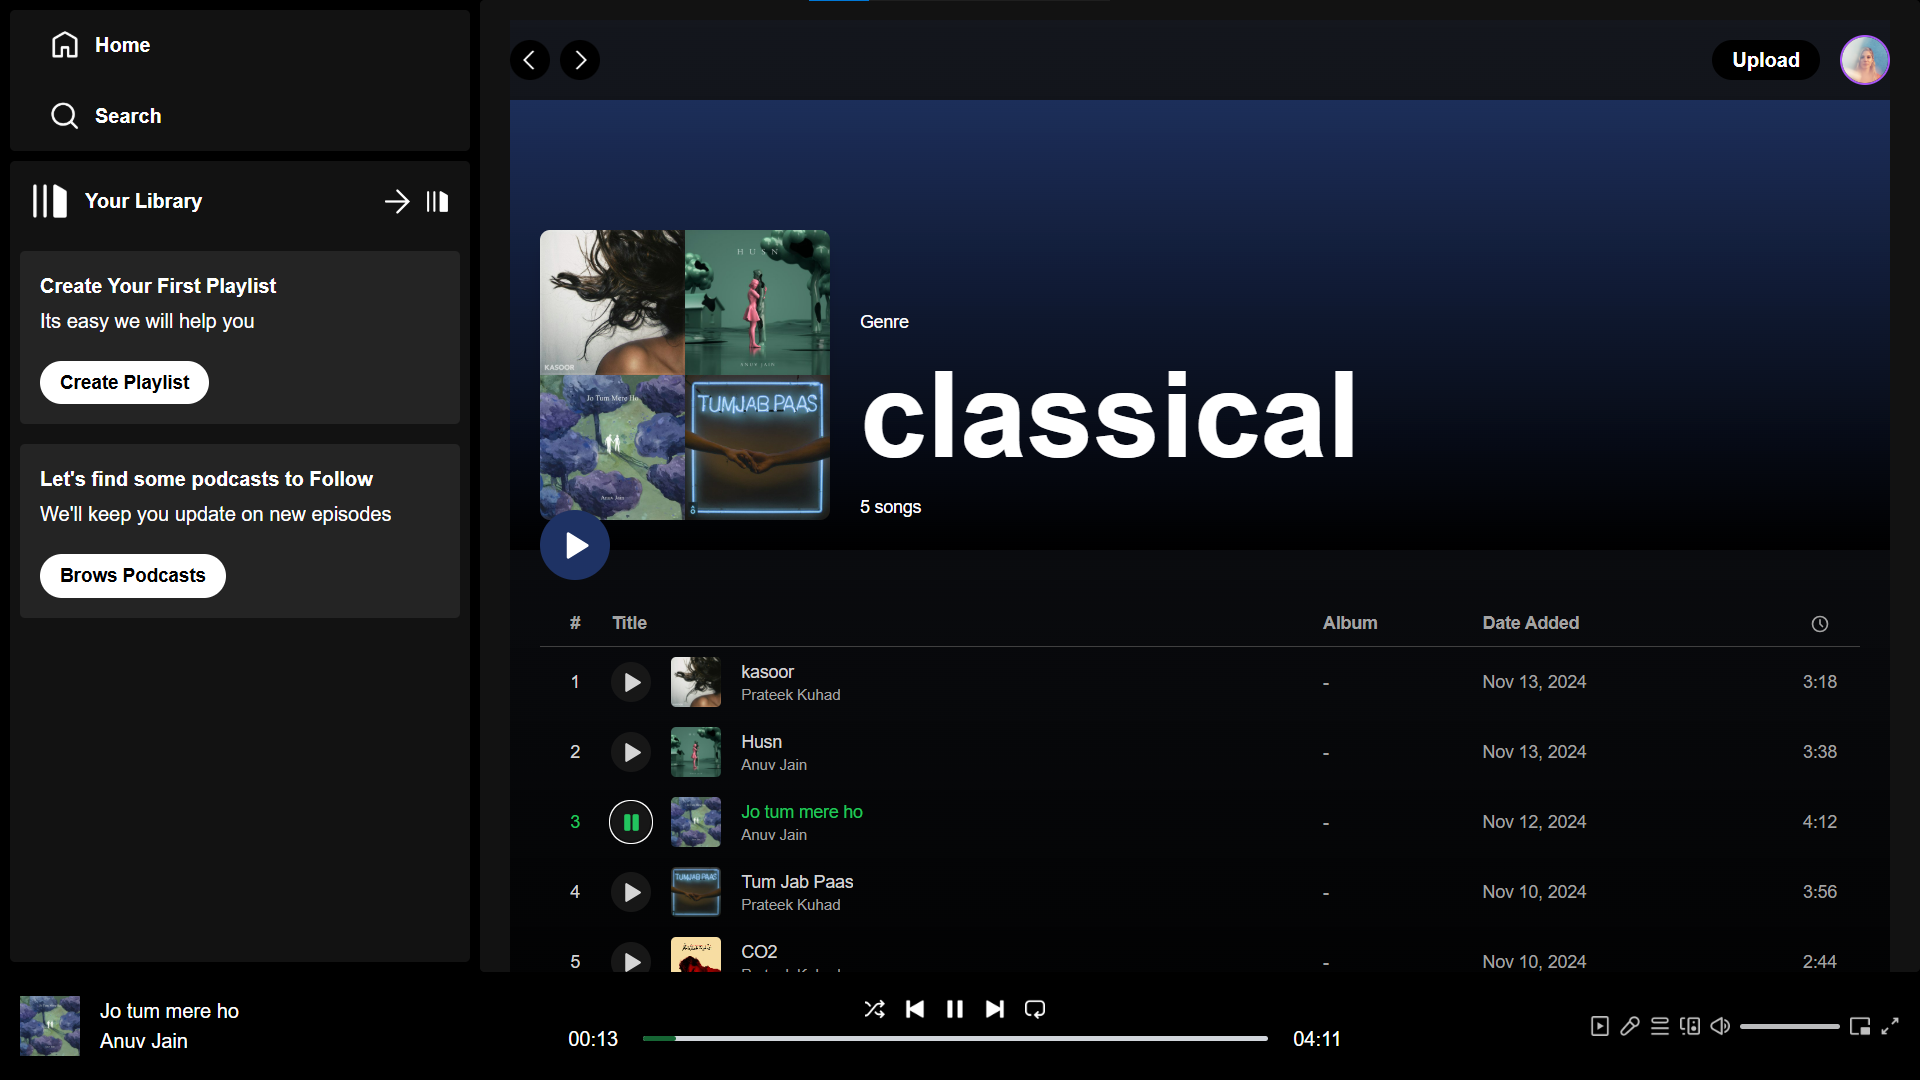 Home
Search
Your Library
Create Your First Playlist
Its easy we will help you
Create Playlist
Let's find some podcasts to Follow
We'll keep you update on new episodes
Brows Podcasts
Upload
KASOOR
HUSN
ANUV JAIN
Jo Tum Mere Ho
Anuv Jain
TUM JAB PAAS
Genre
classical
5 songs
# Title Album Date Added
1 kasoor - Nov 13, 2024 3:18
Prateek Kuhad
2 Husn - Nov 13, 2024 3:38
Anuv Jain
3 Jo tum mere ho - Nov 12, 2024 4:12
Anuv Jain
4 TUM JAB PAAS Tum Jab Paas - Nov 10, 2024 3:56
Prateek Kuhad
5 CO2 - Nov 10, 2024 2:44
Jo tum mere ho
Anuv Jain
00:13 04:11